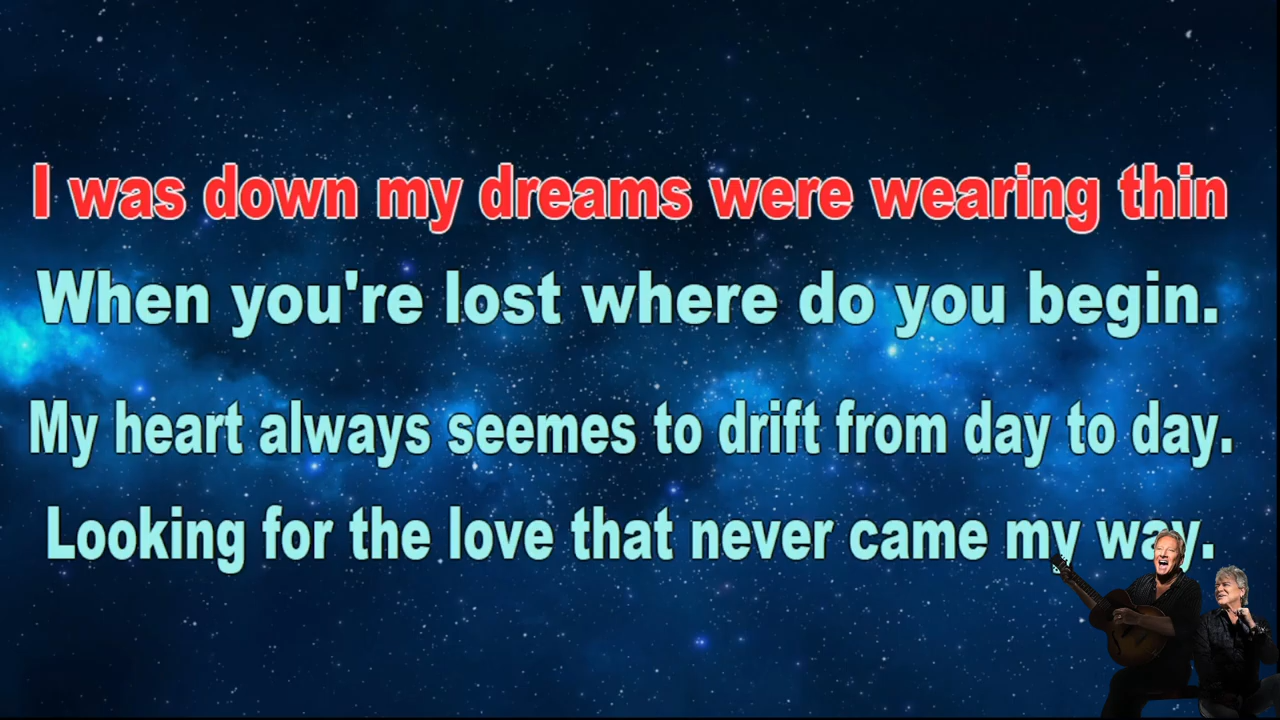 I was down my dreams were wearing thin
When you're lost where do you begin.
My heart always seemes to drift from day to day.
Looking for the love that never came my way.